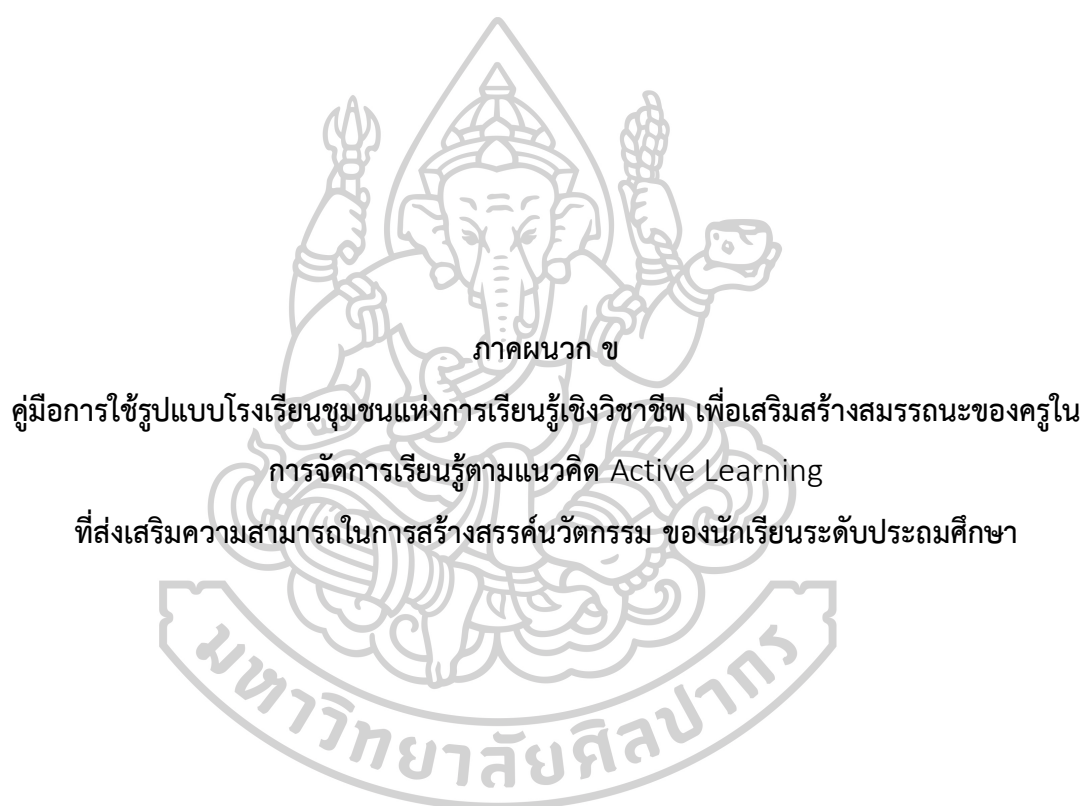 ภาคผนวก ข
คู่มือการใช้รูปแบบโรงเรียนชุมชนแห่งการเรียนรู้เชิงวิชาชีพ เพื่อเสริมสร้างสมรรถนะของครูใน
การจัดการเรียนรู้ตามแนวคิด Active Learning
ที่ส่งเสริมความสามารถในการสร้างสรรค์นวัตกรรม ของนักเรียนระดับประถมศึกษา
มหาวิทยาลัยศิลปากร